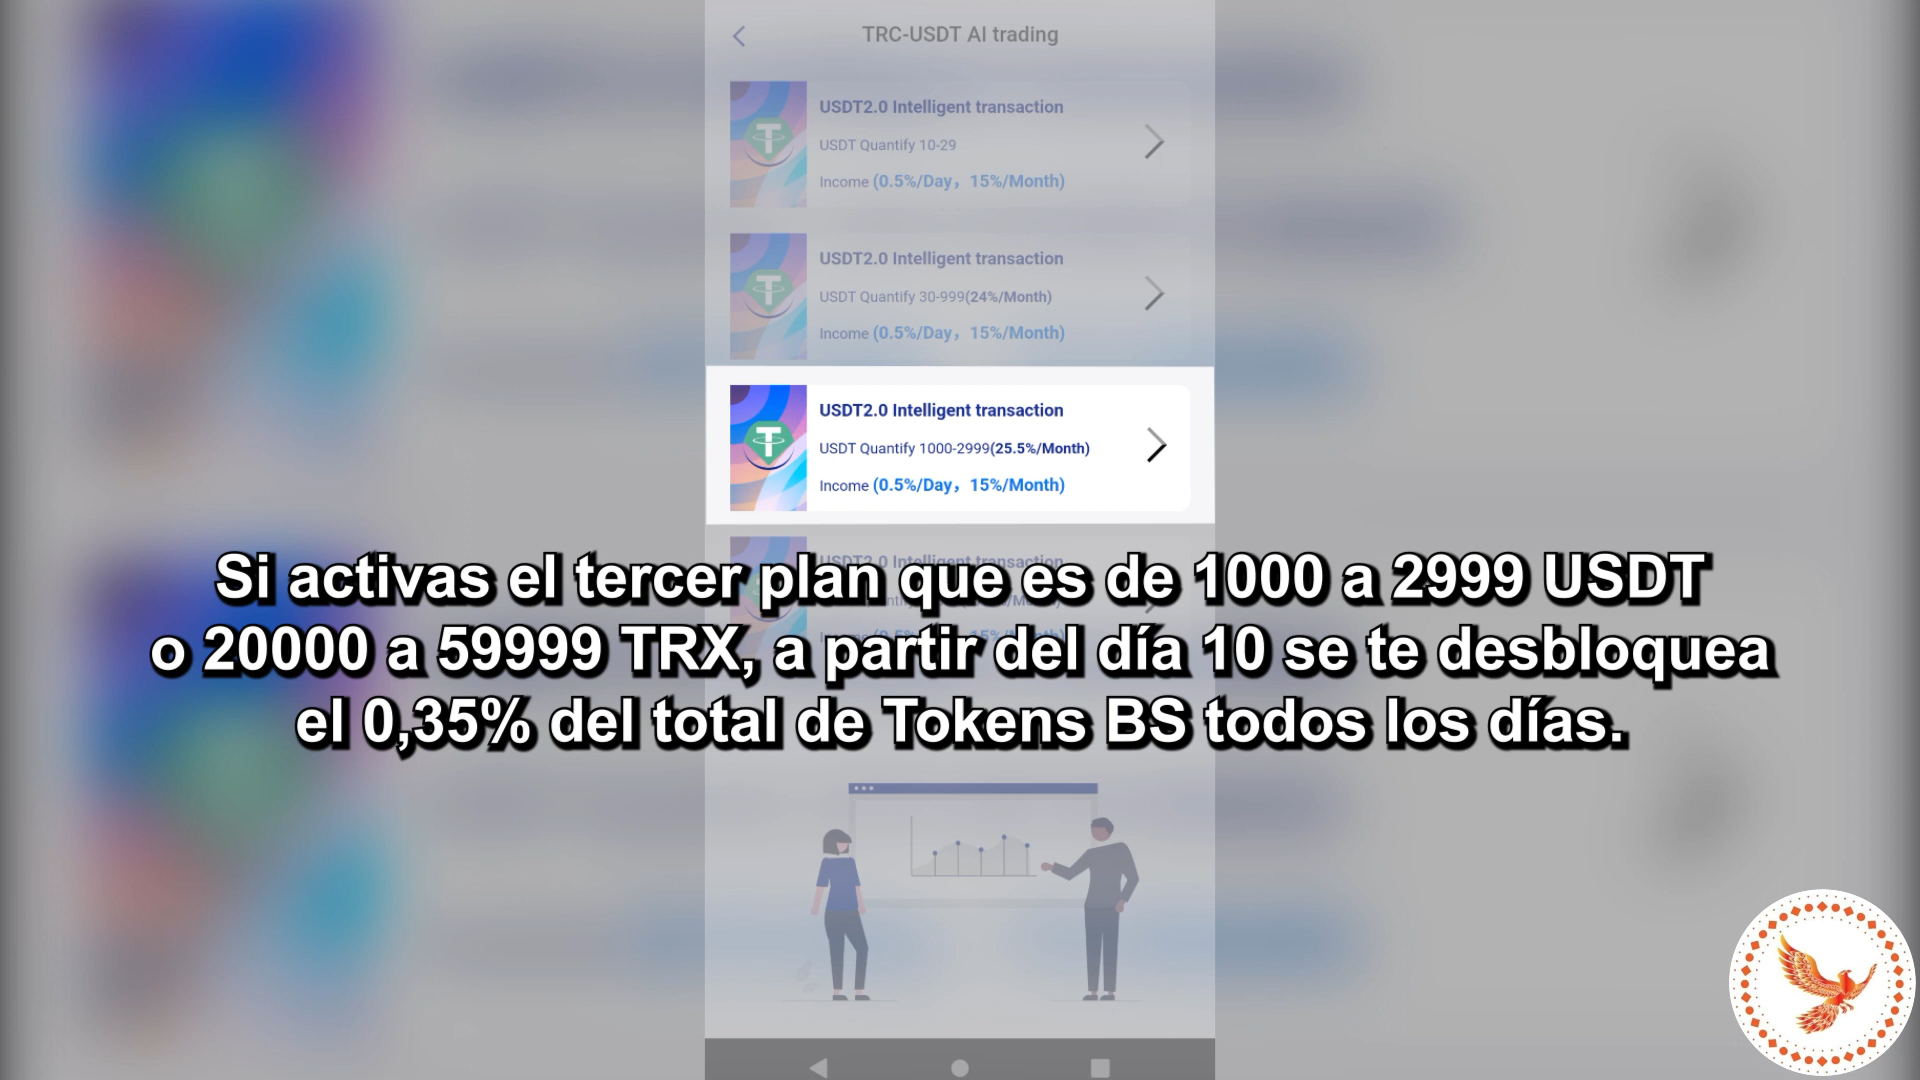 TRC-USDT AI trading
USDT2.0 Intelligent transaction
USDT Quantify 10-29
Income (0.5%/Day，15%/Month)
USDT2.0 Intelligent transaction
USDT Quantify 30-999(24%/Month)
Income (0.5%/Day，15%/Month)
USDT2.0 Intelligent transaction
USDT Quantify 1000-2999(25.5%/Month)
Income (0.5%/Day，15%/Month)
USDT2.0 Intelligent transaction
Si activas el tercer plan que es de 1000 a 2999 USDT
o 20000 a 59999 TRX, a partir del día 10 se te desbloquea
el 0,35% del total de Tokens BS todos los días.